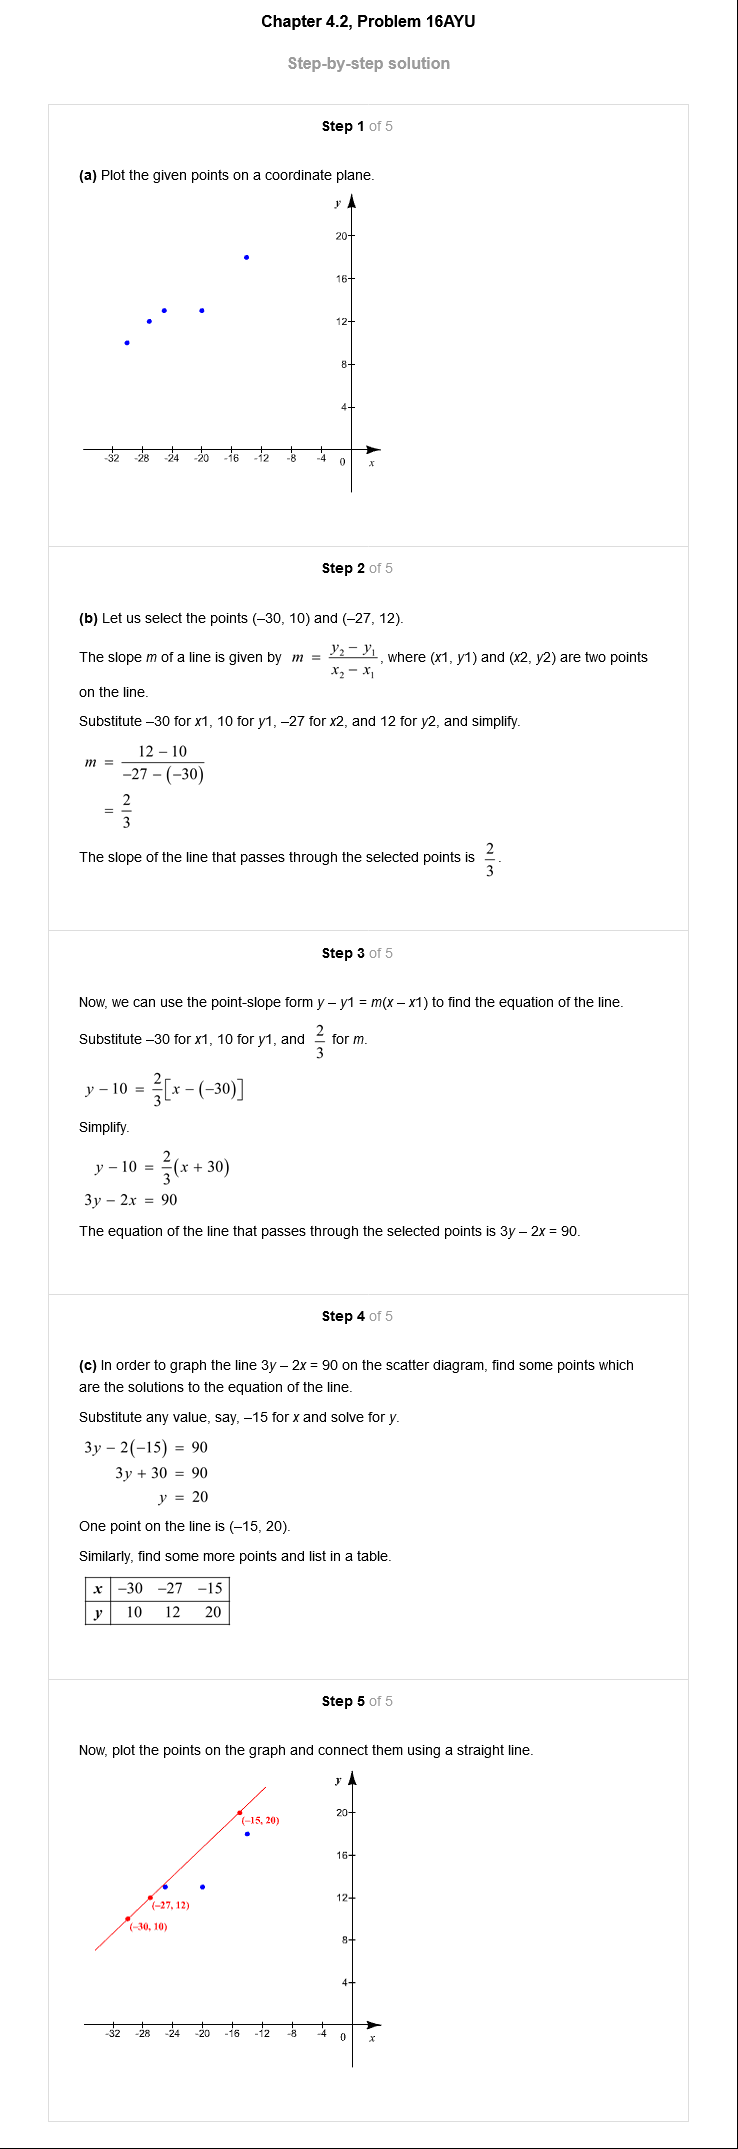 Chapter 4.2, Problem 16AYU
Step-by-step solution
Step 1 of 5
(a) Plot the given points on a coordinate plane.
y
20
16
12
8
4
-32 -28 -24 -20 -16 -12 -8 -4 0 x
Step 2 of 5
(b) Let us select the points (–30, 10) and (–27, 12).
The slope m of a line is given by m = (y₂ − y₁)/(x₂ − x₁), where (x1, y1) and (x2, y2) are two points
on the line.
Substitute –30 for x1, 10 for y1, –27 for x2, and 12 for y2, and simplify.
m = (12 − 10)/(−27 − (−30))
= 2/3
The slope of the line that passes through the selected points is 2/3.
Step 3 of 5
Now, we can use the point-slope form y – y1 = m(x – x1) to find the equation of the line.
Substitute –30 for x1, 10 for y1, and 2/3 for m.
y − 10 = 2/3[x − (−30)]
Simplify.
y − 10 = 2/3(x + 30)
3y − 2x = 90
The equation of the line that passes through the selected points is 3y – 2x = 90.
Step 4 of 5
(c) In order to graph the line 3y – 2x = 90 on the scatter diagram, find some points which
are the solutions to the equation of the line.
Substitute any value, say, –15 for x and solve for y.
3y − 2(−15) = 90
3y + 30 = 90
y = 20
One point on the line is (–15, 20).
Similarly, find some more points and list in a table.
x −30 −27 −15
y 10 12 20
Step 5 of 5
Now, plot the points on the graph and connect them using a straight line.
y
20
(−15, 20)
16
12
(−27, 12)
(−30, 10)
8
4
-32 -28 -24 -20 -16 -12 -8 -4 0 x